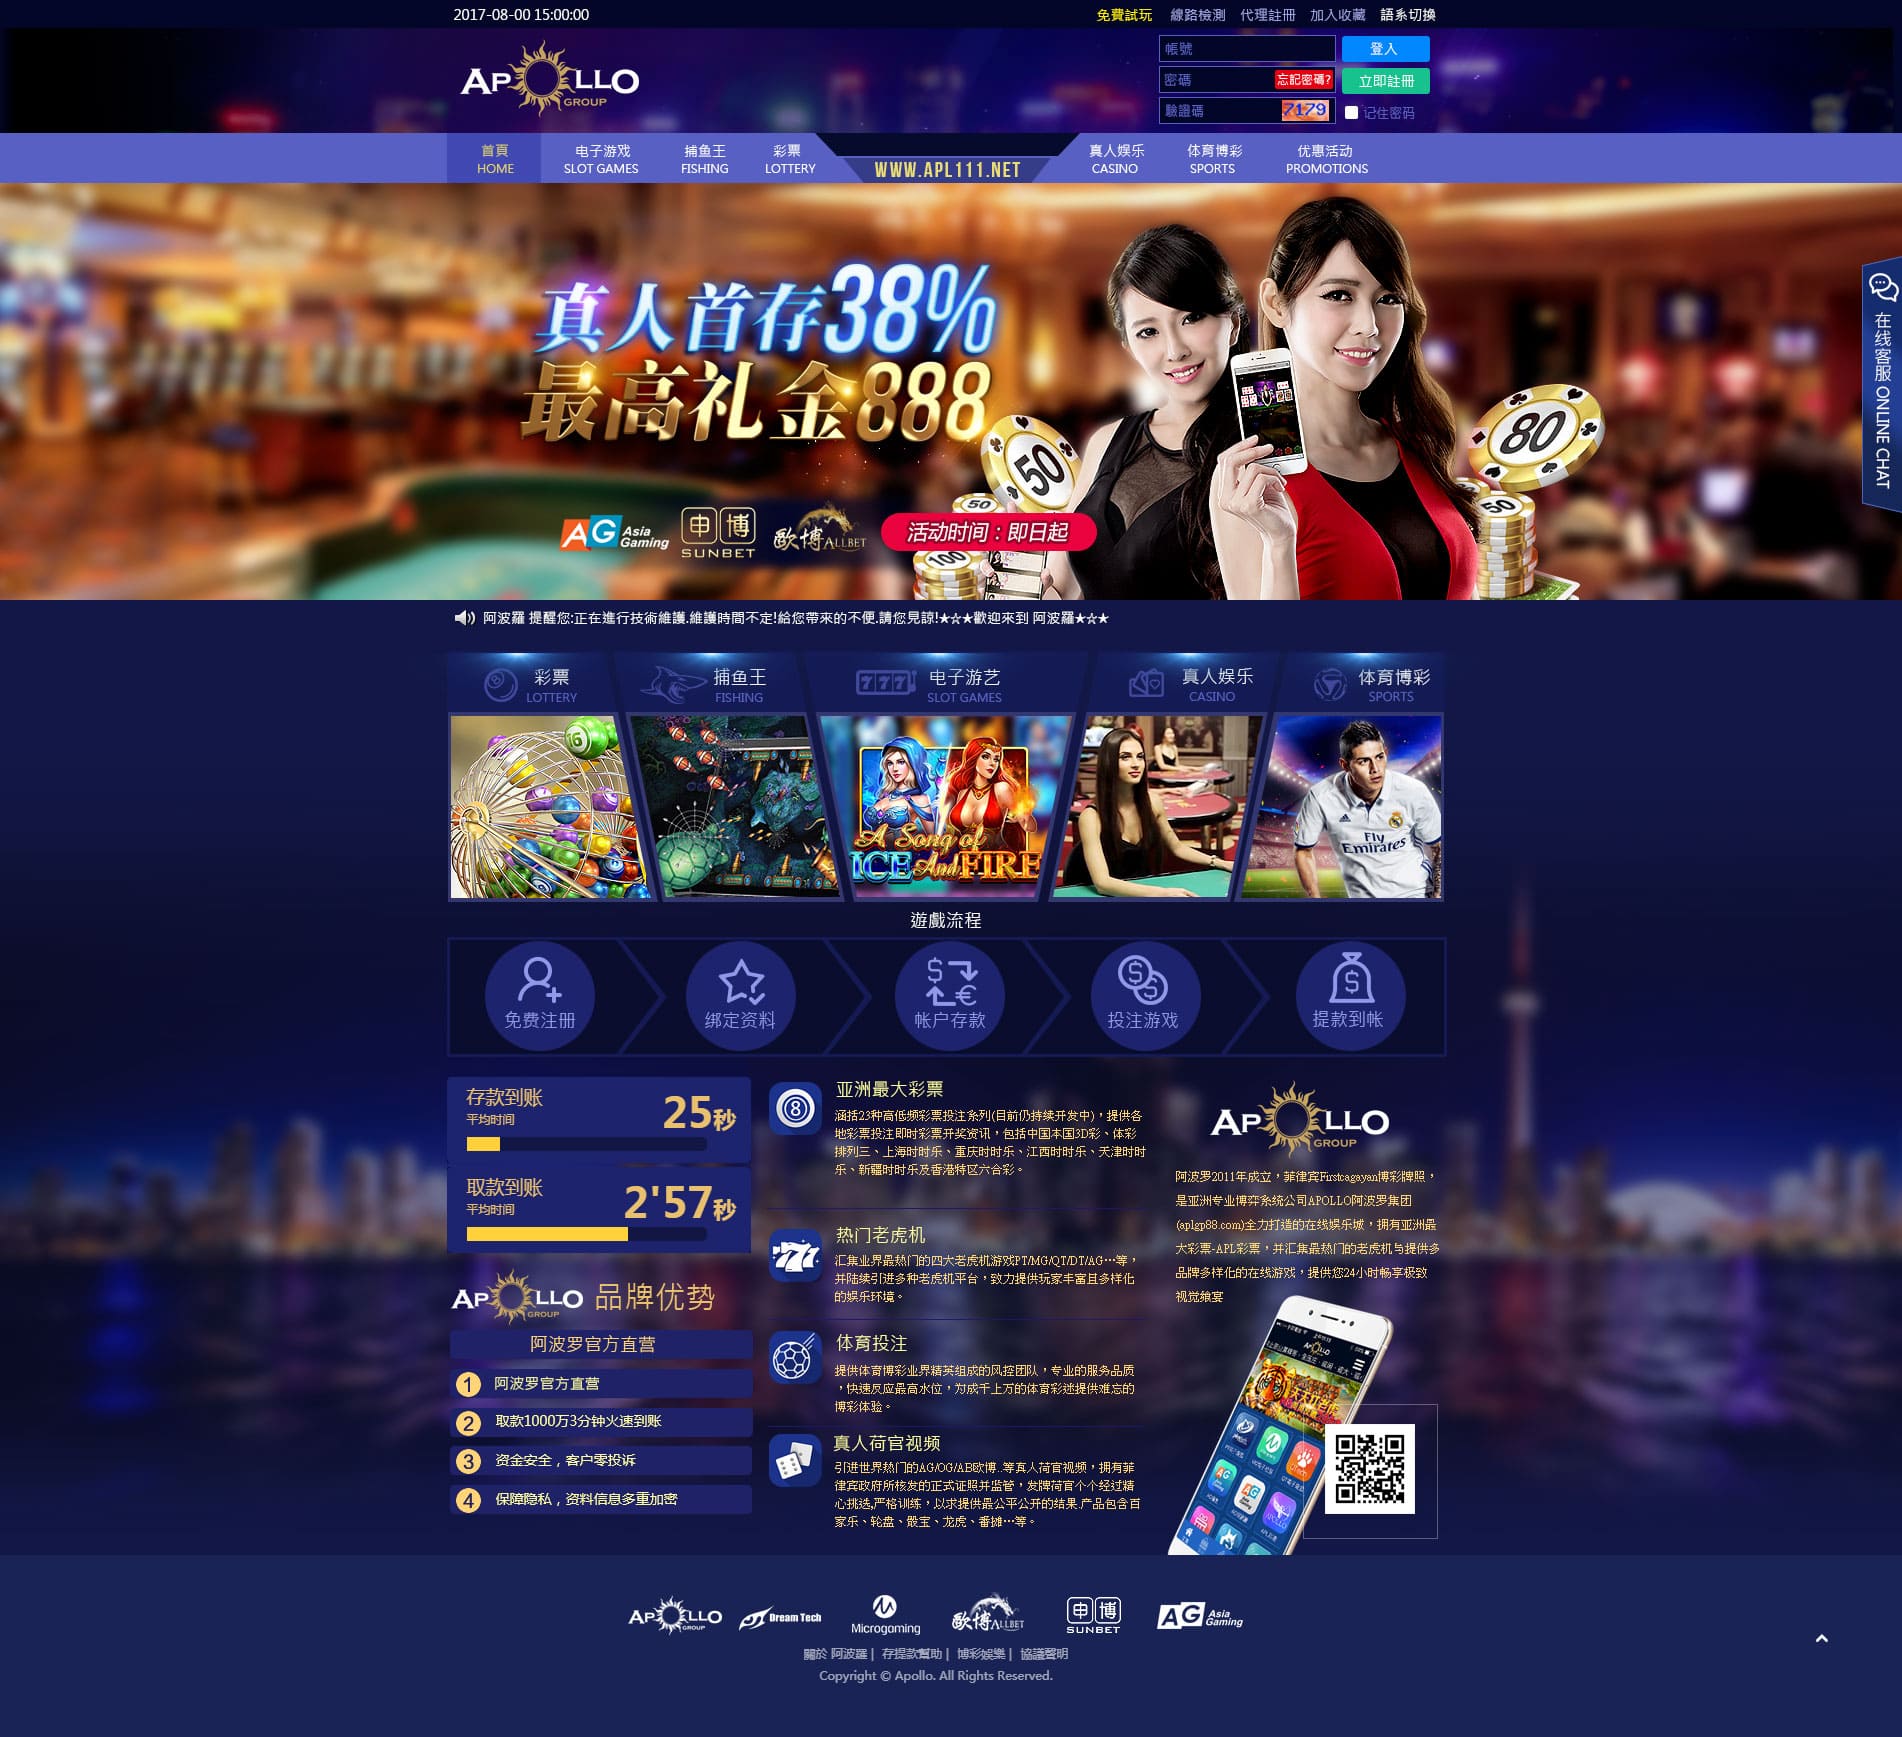 2017-08-00 15:00:00
免費試玩 線路檢測 代理註冊 加入收藏 語系切換
APOLLO
GROUP
帳號
登入
密碼
忘記密碼?
立即註冊
驗證碼
7179
记住密码
首頁
HOME
电子游戏
SLOT GAMES
捕鱼王
FISHING
彩票
LOTTERY
WWW.APL111.NET
真人娱乐
CASINO
体育博彩
SPORTS
优惠活动
PROMOTIONS
真人首存38%
最高礼金888
50
80
50
50
100
AG Asia Gaming
申博 SUNBET
歐博 ALLBET
活动时间：即日起
在线客服 ONLINE CHAT
阿波羅 提醒您:正在進行技術維護.維護時間不定!給您帶來的不便.請您見諒!★☆★歡迎來到 阿波羅★☆★
彩票
LOTTERY
捕鱼王
FISHING
777
电子游艺
SLOT GAMES
真人娱乐
CASINO
体育博彩
SPORTS
A Song of
ICE And FIRE
Fly
Emirates
遊戲流程
免费注册
绑定资料
帐户存款
投注游戏
提款到帐
存款到账
平均时间
25秒
取款到账
平均时间
2'57秒
APOLLO
GROUP
品牌优势
阿波罗官方直营
1 阿波罗官方直营
2 取款1000万3分钟火速到账
3 资金安全，客户零投诉
4 保障隐私，资料信息多重加密
8
亚洲最大彩票
涵括23种高低频彩票投注系列(目前仍持续开发中)，提供各
地彩票投注即时彩票开奖资讯，包括中国本国3D彩、体彩
排列三、上海时时乐、重庆时时乐、江西时时乐、天津时时
乐、新疆时时乐及香港特区六合彩。
777
热门老虎机
汇集业界最热门的四大老虎机游戏PT/MG/QT/DT/AG…等，
并陆续引进多种老虎机平台，致力提供玩家丰富且多样化
的娱乐环境。
体育投注
提供体育博彩业界精英组成的风控团队，专业的服务品质
，快速反应最高水位，为成千上万的体育彩迷提供难忘的
博彩体验。
真人荷官视频
引进世界热门的AG/OG/AB欧博..等真人荷官视频，拥有菲
律宾政府所核发的正式证照并监管，发牌荷官个个经过精
心挑选,严格训练，以求提供最公平公开的结果.产品包含百
家乐、轮盘、骰宝、龙虎、番摊…等。
APOLLO
GROUP
阿波罗2011年成立，菲律宾Firstcagayan博彩牌照，
是亚洲专业博弈系统公司APOLLO阿波罗集团
(aplgp88.com)全力打造的在线娱乐城，拥有亚洲最
大彩票-APL彩票，并汇集最热门的老虎机与提供多
品牌多样化的在线游戏，提供您24小时畅享极致
视觉飨宴
APOLLO
GROUP
Dream Tech
Microgaming
歐博 ALLBET
申博 SUNBET
AG Asia Gaming
關於 阿波羅 | 存提款幫助 | 博彩娛樂 | 協議聲明
Copyright © Apollo. All Rights Reserved.